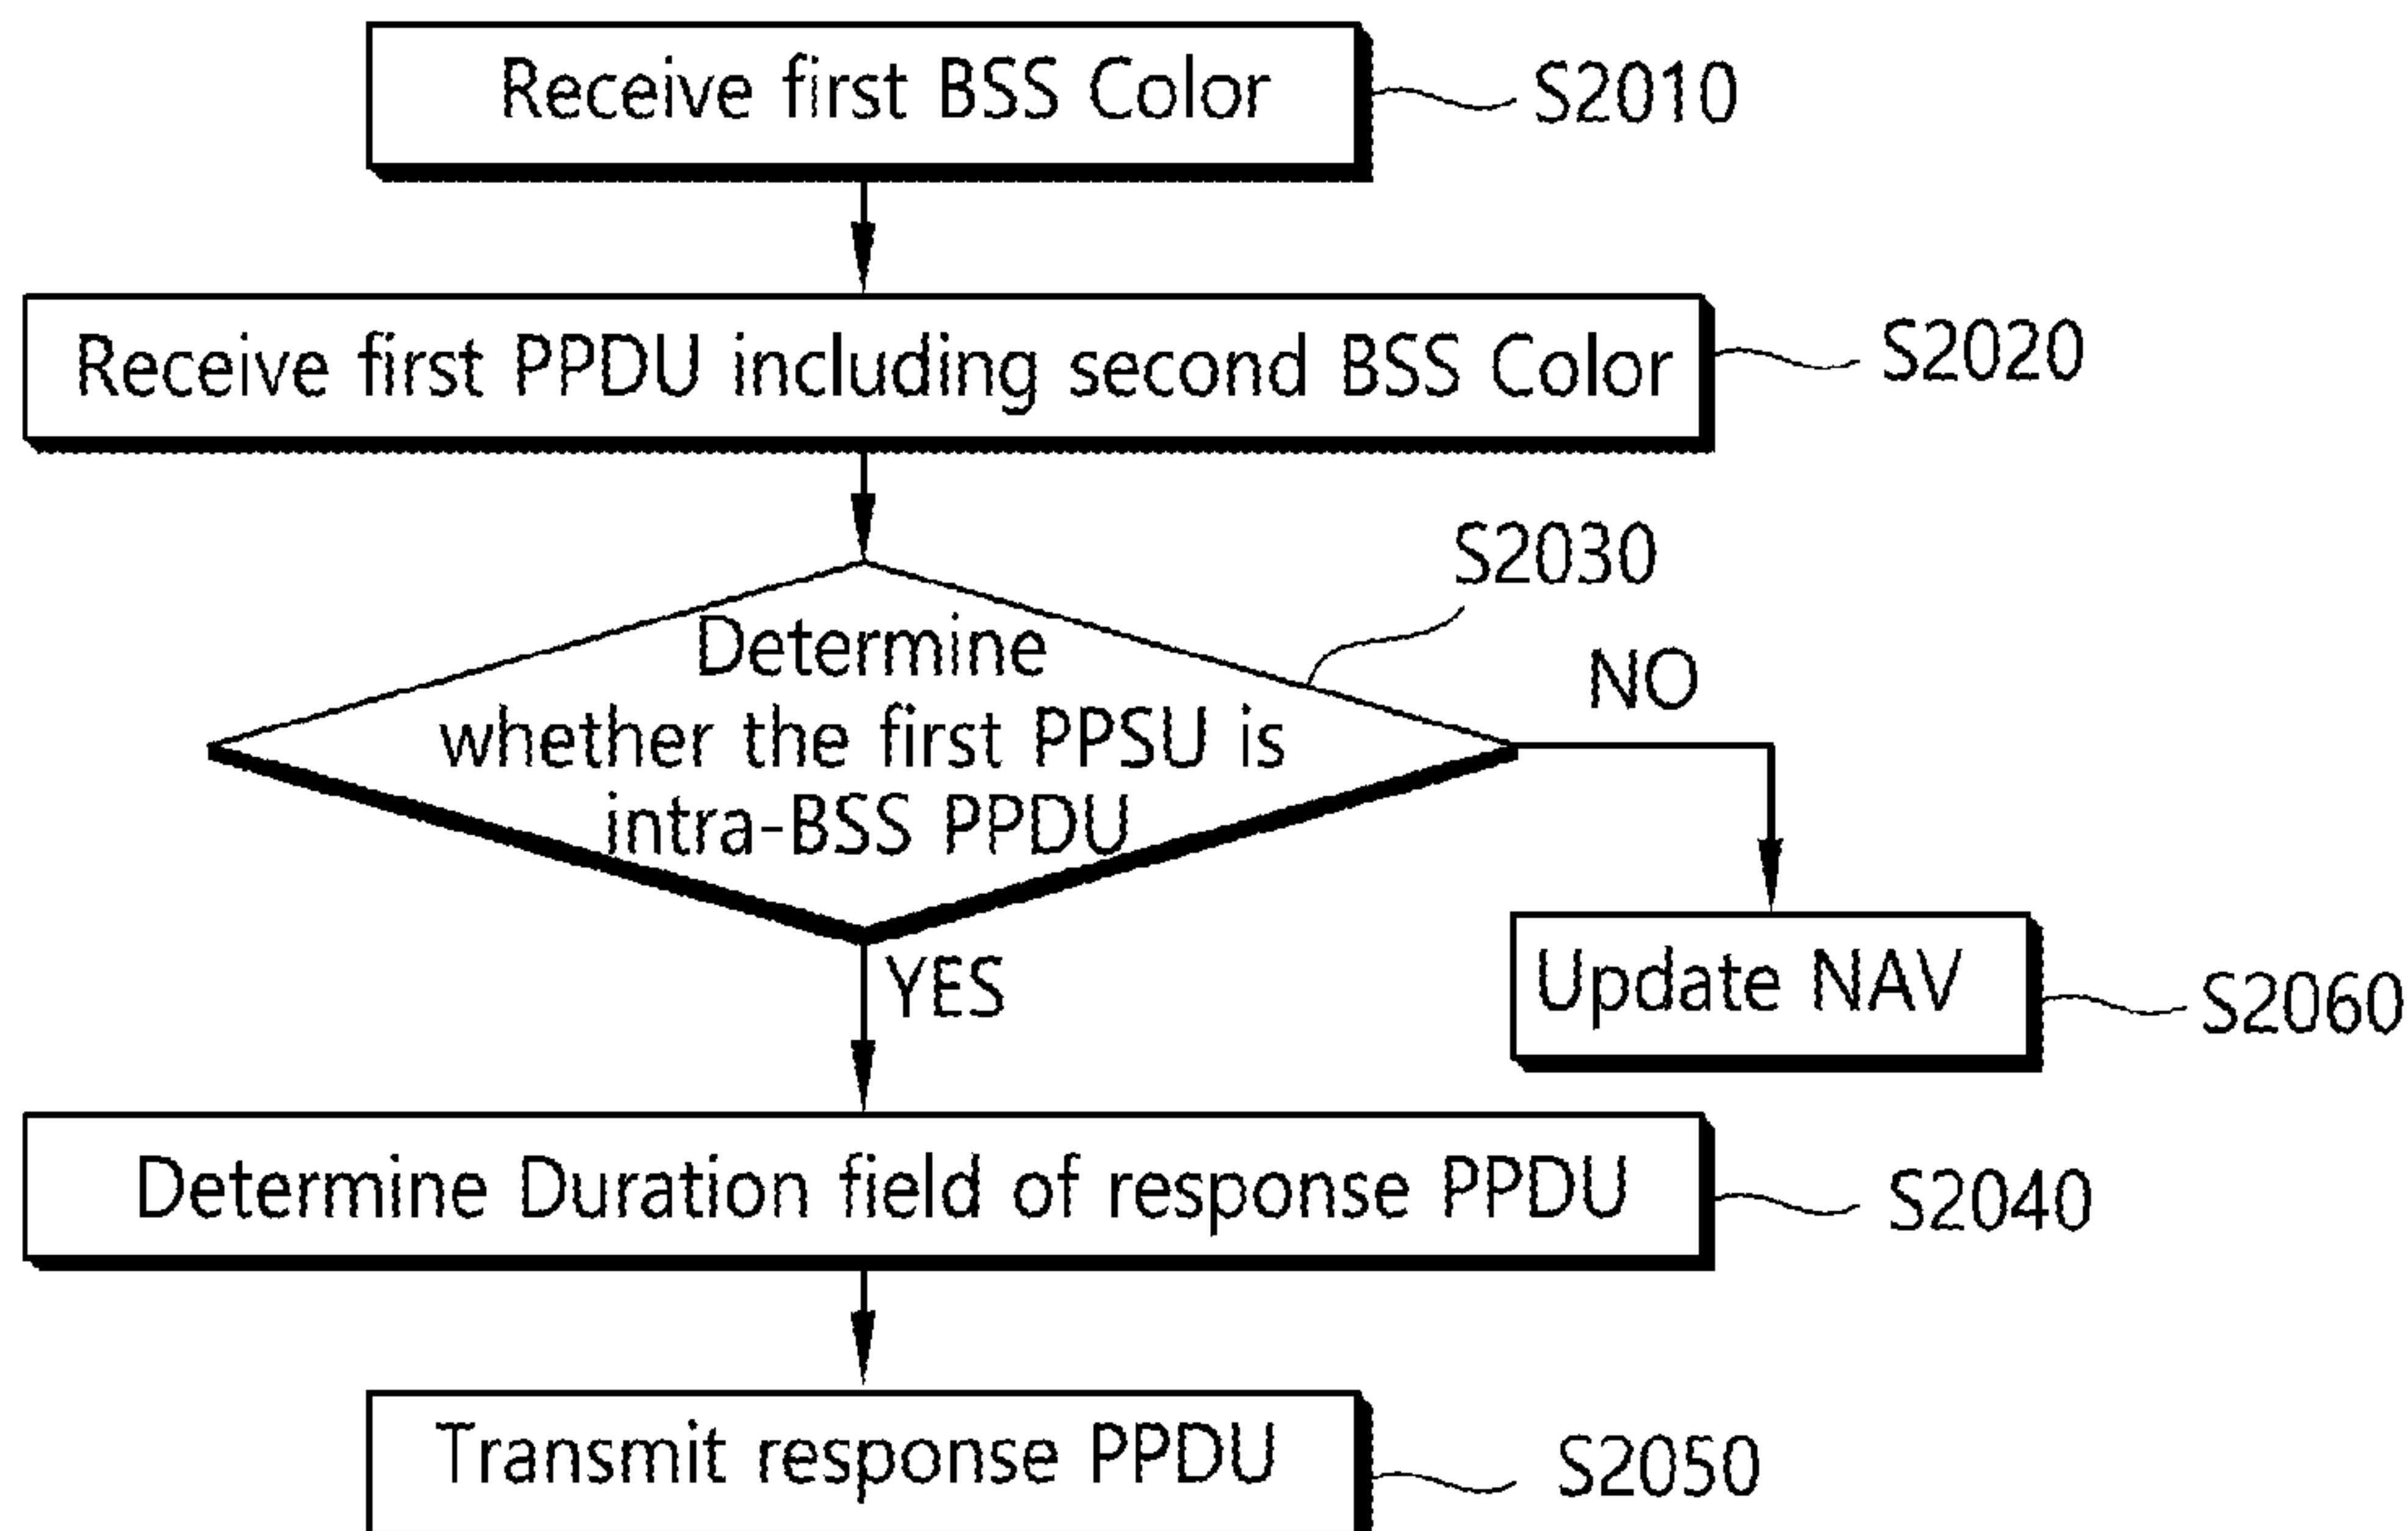 Receive first BSS Color
S2010
Receive first PPDU including second BSS Color
S2020
S2030
Determine
whether the first PPSU is
intra-BSS PPDU
NO
YES
Update NAV
S2060
Determine Duration field of response PPDU
S2040
Transmit response PPDU
S2050